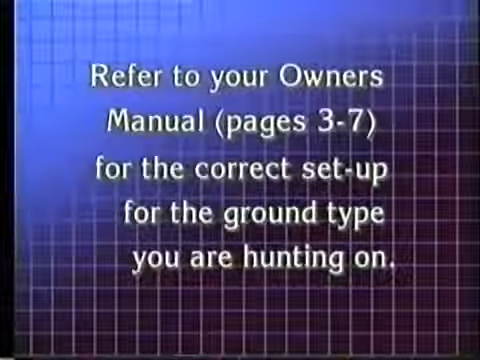 Refer to your Owners
Manual (pages 3-7)
for the correct set-up
for the ground type
you are hunting on.